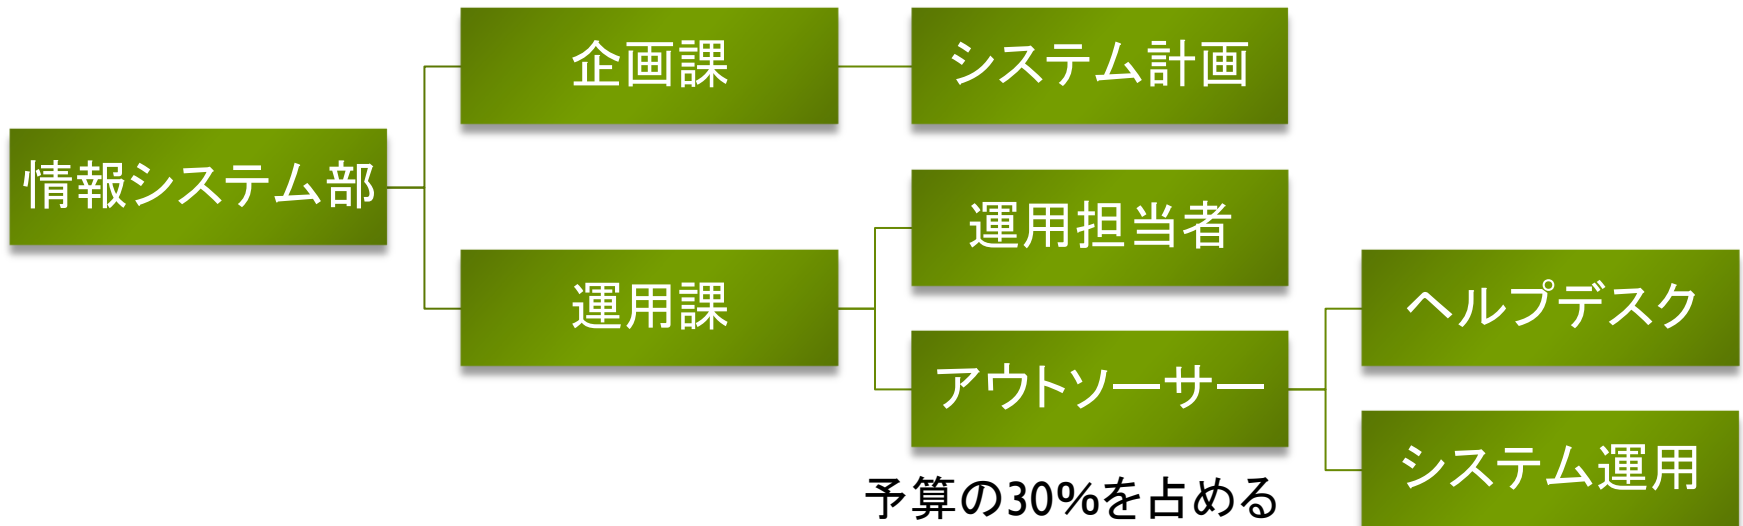 企画課
システム計画
情報システム部
運用担当者
運用課
ヘルプデスク
アウトソーサー
システム運用
予算の30%を占める